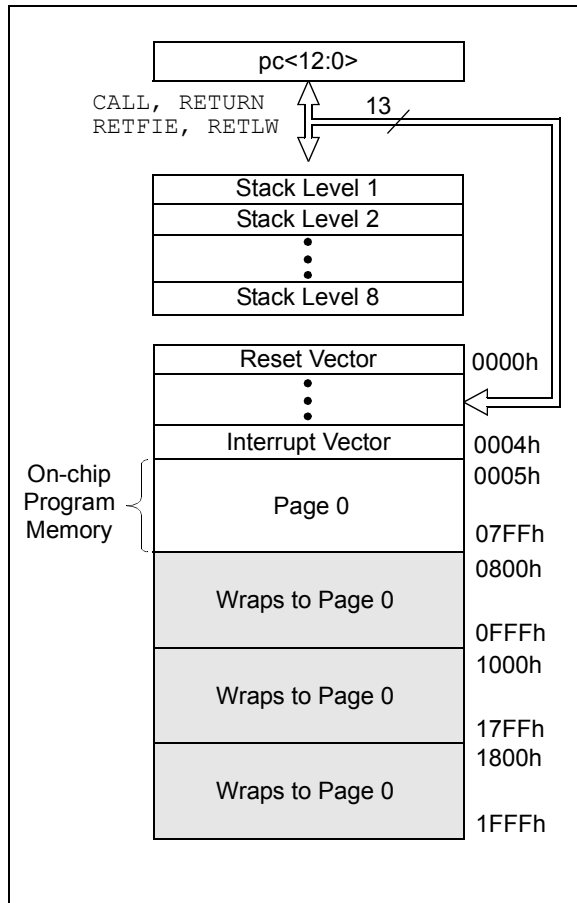 pc<12:0>
CALL, RETURN
RETFIE, RETLW
13
Stack Level 1
Stack Level 2
Stack Level 8
Reset Vector
0000h
Interrupt Vector
0004h
On-chip
Program
Memory
Page 0
0005h
07FFh
Wraps to Page 0
0800h
0FFFh
Wraps to Page 0
1000h
17FFh
Wraps to Page 0
1800h
1FFFh